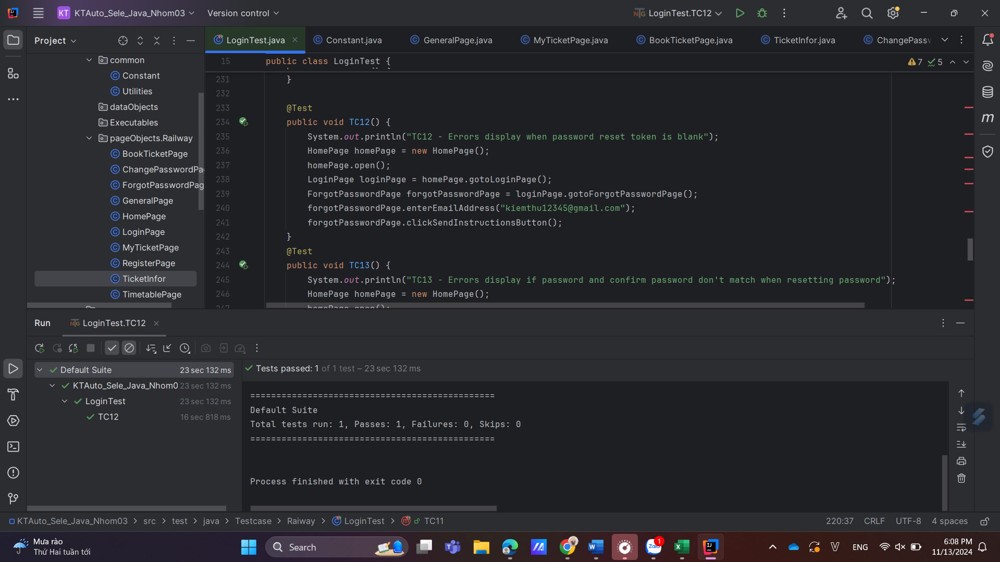 KT KTAuto_Sele_Java_Nhom03 Version control LoginTest.TC12
Project
LoginTest.java Constant.java GeneralPage.java MyTicketPage.java BookTicketPage.java TicketInfor.java ChangePassw
common
Constant
Utilities
dataObjects
Executables
pageObjects.Railway
BookTicketPage
ChangePasswordPa
ForgotPasswordPag
GeneralPage
HomePage
LoginPage
MyTicketPage
RegisterPage
TicketInfor
TimetablePage
15 public class LoginTest {
7 5
231 }
232
233 @Test
234 public void TC12() {
235 System.out.println("TC12 - Errors display when password reset token is blank");
236 HomePage homePage = new HomePage();
237 homePage.open();
238 LoginPage loginPage = homePage.gotoLoginPage();
239 ForgotPasswordPage forgotPasswordPage = loginPage.gotoForgotPasswordPage();
240 forgotPasswordPage.enterEmailAddress("kiemthu12345@gmail.com");
241 forgotPasswordPage.clickSendInstructionsButton();
242 }
243 @Test
244 public void TC13() {
245 System.out.println("TC13 - Errors display if password and confirm password don't match when resetting password");
246 HomePage homePage = new HomePage();
247 homePage.open();
Run LoginTest.TC12
Default Suite 23 sec 132 ms
KTAuto_Sele_Java_Nhom0 23 sec 132 ms
LoginTest 23 sec 132 ms
TC12 16 sec 818 ms
Tests passed: 1 of 1 test – 23 sec 132 ms
===============================================
Default Suite
Total tests run: 1, Passes: 1, Failures: 0, Skips: 0
===============================================
Process finished with exit code 0
KTAuto_Sele_Java_Nhom03 > src > test > java > Testcase > Raiway > LoginTest > TC11
220:37 CRLF UTF-8 4 spaces
Mưa rào
Thứ Hai tuần tới
Search
Zalo
1
ENG
6:08 PM
11/13/2024